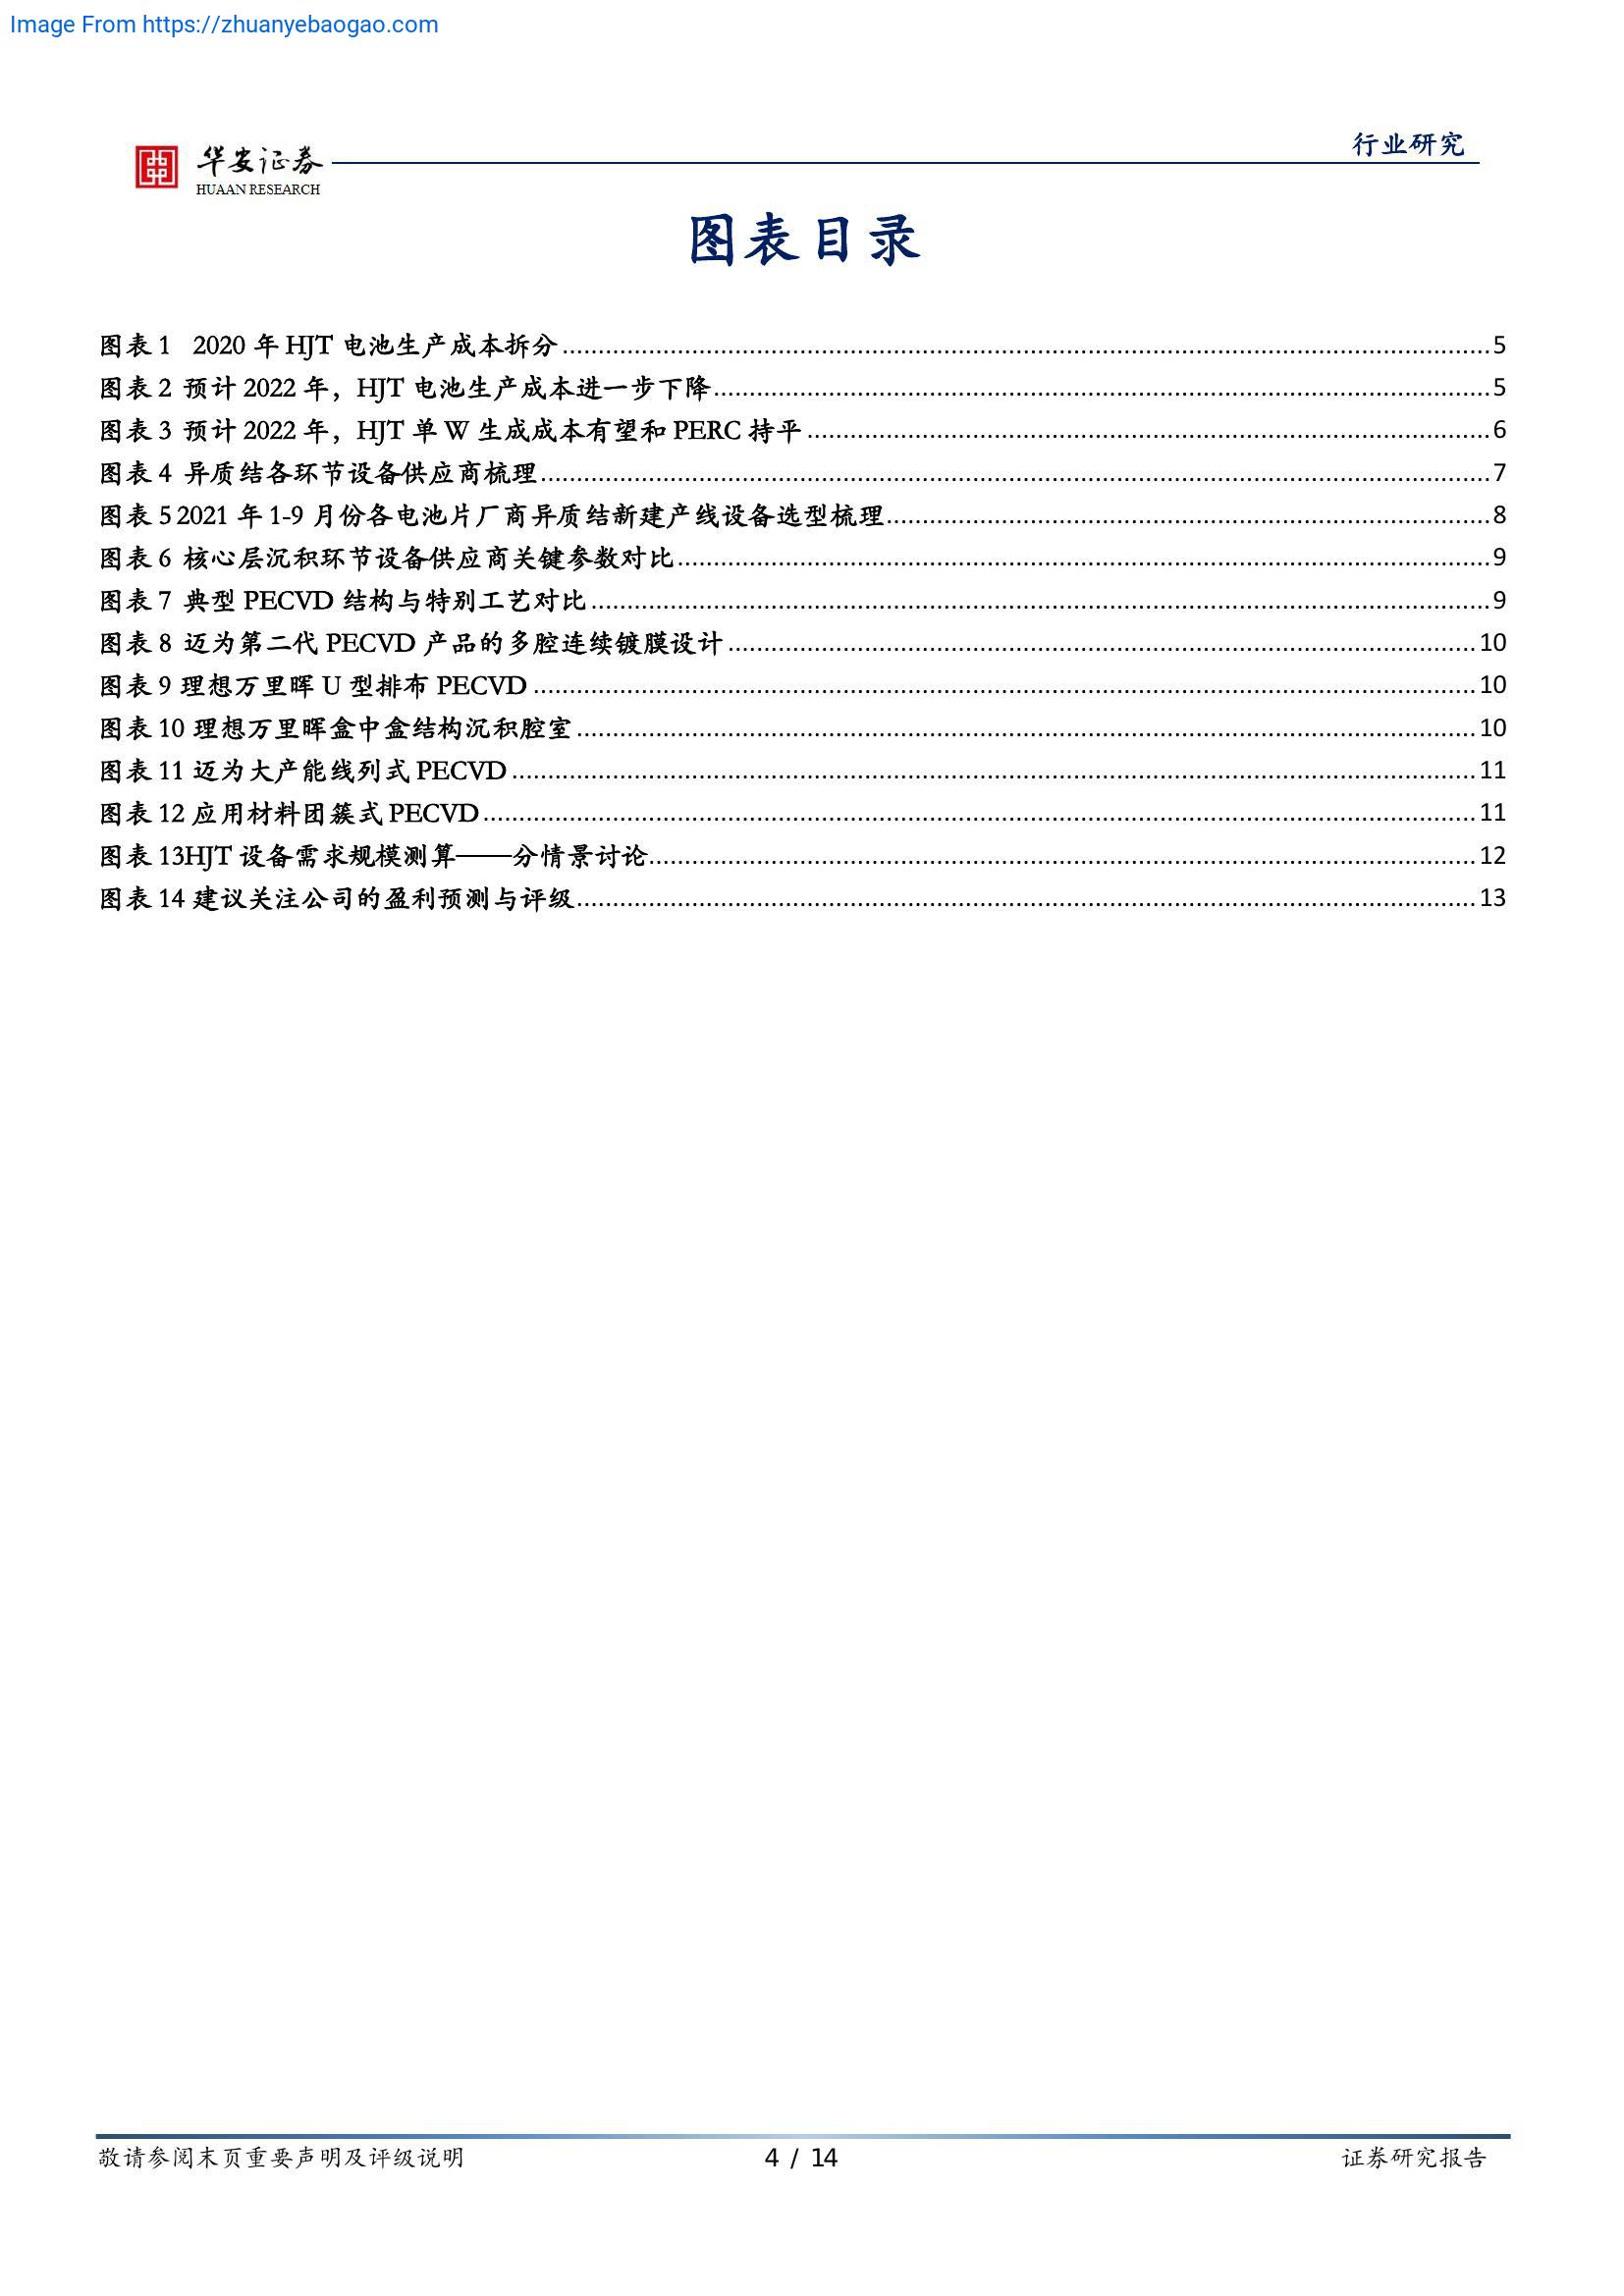 Image From https://zhuanyebaogao.com
华安证券
HUAAN RESEARCH
行业研究
图表目录
图表 1 2020 年 HJT 电池生产成本拆分........5
图表 2 预计 2022 年，HJT 电池生产成本进一步下降........5
图表 3 预计 2022 年，HJT 单 W 生成成本有望和 PERC 持平........6
图表 4 异质结各环节设备供应商梳理........7
图表 5 2021 年 1-9 月份各电池片厂商异质结新建产线设备选型梳理........8
图表 6 核心层沉积环节设备供应商关键参数对比........9
图表 7 典型 PECVD 结构与特别工艺对比........9
图表 8 迈为第二代 PECVD 产品的多腔连续镀膜设计........10
图表 9 理想万里晖 U 型排布 PECVD........10
图表 10 理想万里晖盒中盒结构沉积腔室........10
图表 11 迈为大产能线列式 PECVD........11
图表 12 应用材料团簇式 PECVD........11
图表 13HJT 设备需求规模测算——分情景讨论........12
图表 14 建议关注公司的盈利预测与评级........13
敬请参阅末页重要声明及评级说明
4 / 14
证券研究报告